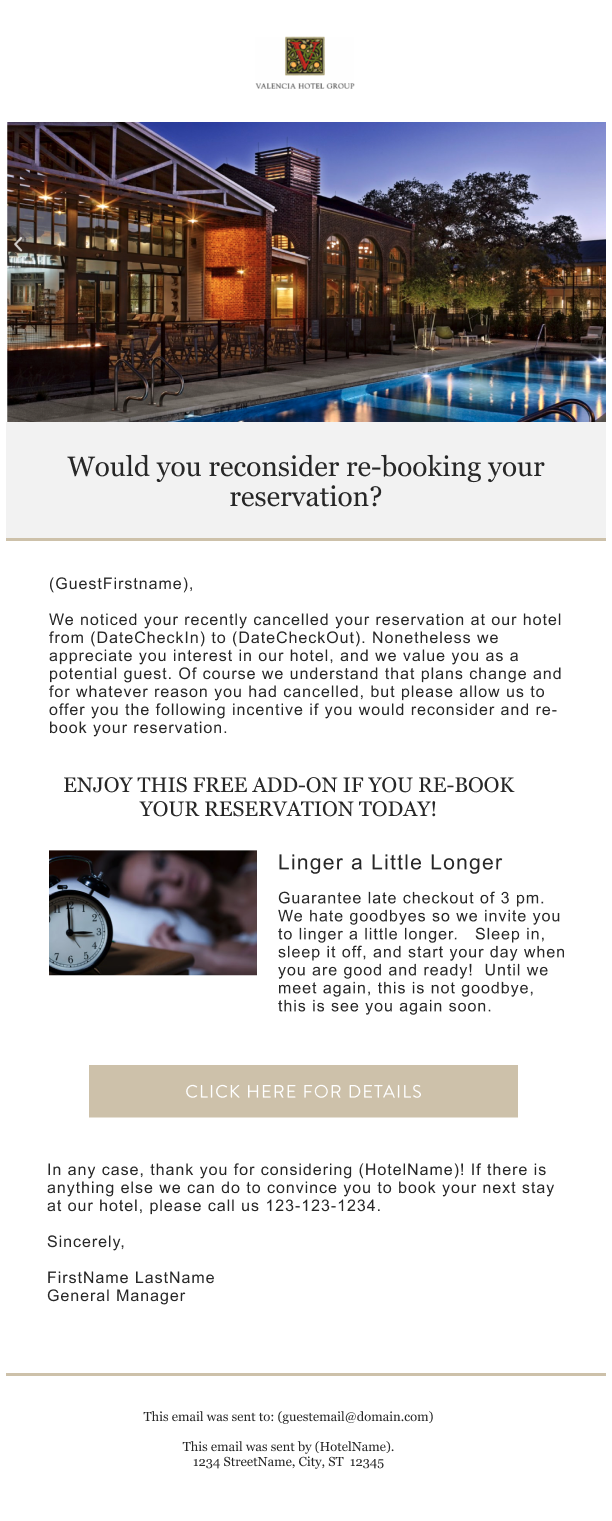 VALENCIA HOTEL GROUP
Would you reconsider re-booking your
reservation?
(GuestFirstname),
We noticed your recently cancelled your reservation at our hotel
from (DateCheckIn) to (DateCheckOut). Nonetheless we
appreciate you interest in our hotel, and we value you as a
potential guest. Of course we understand that plans change and
for whatever reason you had cancelled, but please allow us to
offer you the following incentive if you would reconsider and re-
book your reservation.
ENJOY THIS FREE ADD-ON IF YOU RE-BOOK
YOUR RESERVATION TODAY!
Linger a Little Longer
Guarantee late checkout of 3 pm.
We hate goodbyes so we invite you
to linger a little longer.   Sleep in,
sleep it off, and start your day when
you are good and ready!  Until we
meet again, this is not goodbye,
this is see you again soon.
CLICK HERE FOR DETAILS
In any case, thank you for considering (HotelName)! If there is
anything else we can do to convince you to book your next stay
at our hotel, please call us 123-123-1234.
Sincerely,
FirstName LastName
General Manager
This email was sent to: (guestemail@domain.com)
This email was sent by (HotelName).
1234 StreetName, City, ST  12345